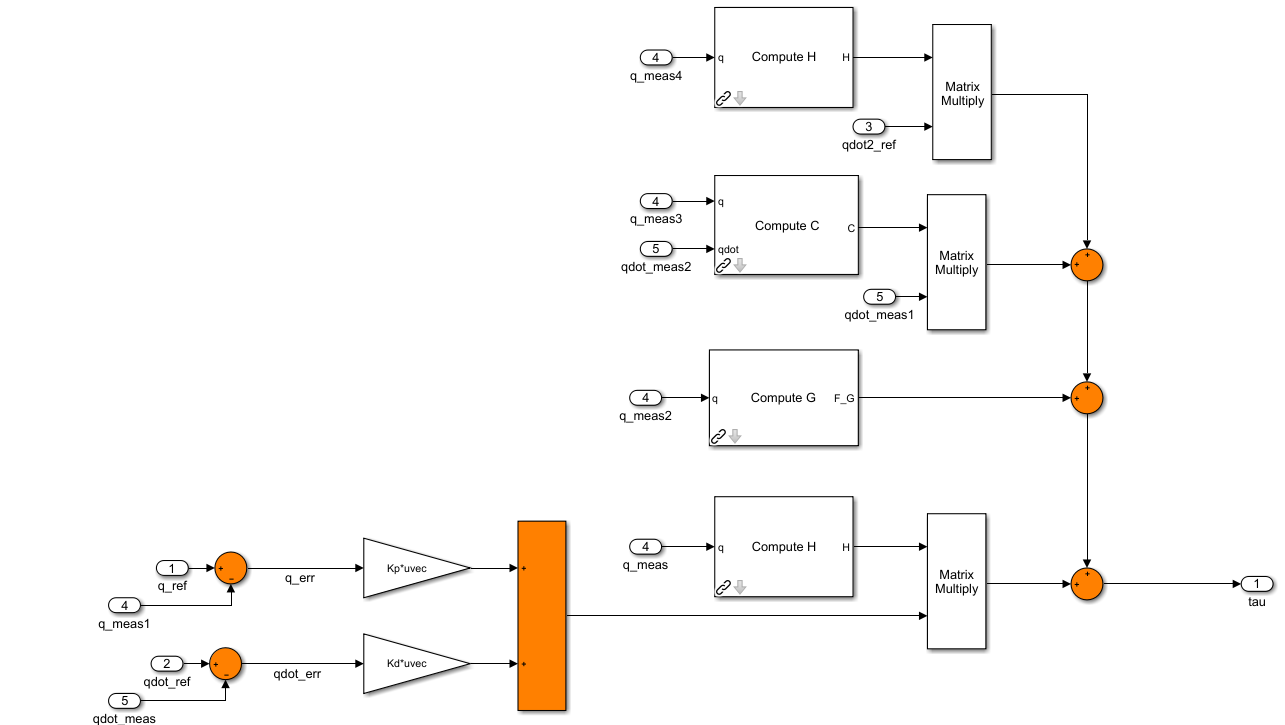 4
q_meas4
q
Compute H
H
3
qdot2_ref
Matrix
Multiply
4
q_meas3
5
qdot_meas2
q
qdot
Compute C
C
5
qdot_meas1
Matrix
Multiply
+
+
4
q_meas2
q
Compute G
F_G
+
+
4
q_meas
q
Compute H
H
Matrix
Multiply
+
+
1
tau
1
q_ref
4
q_meas1
+
−
q_err
Kp*uvec
+
2
qdot_ref
5
qdot_meas
+
−
qdot_err
Kd*uvec
+